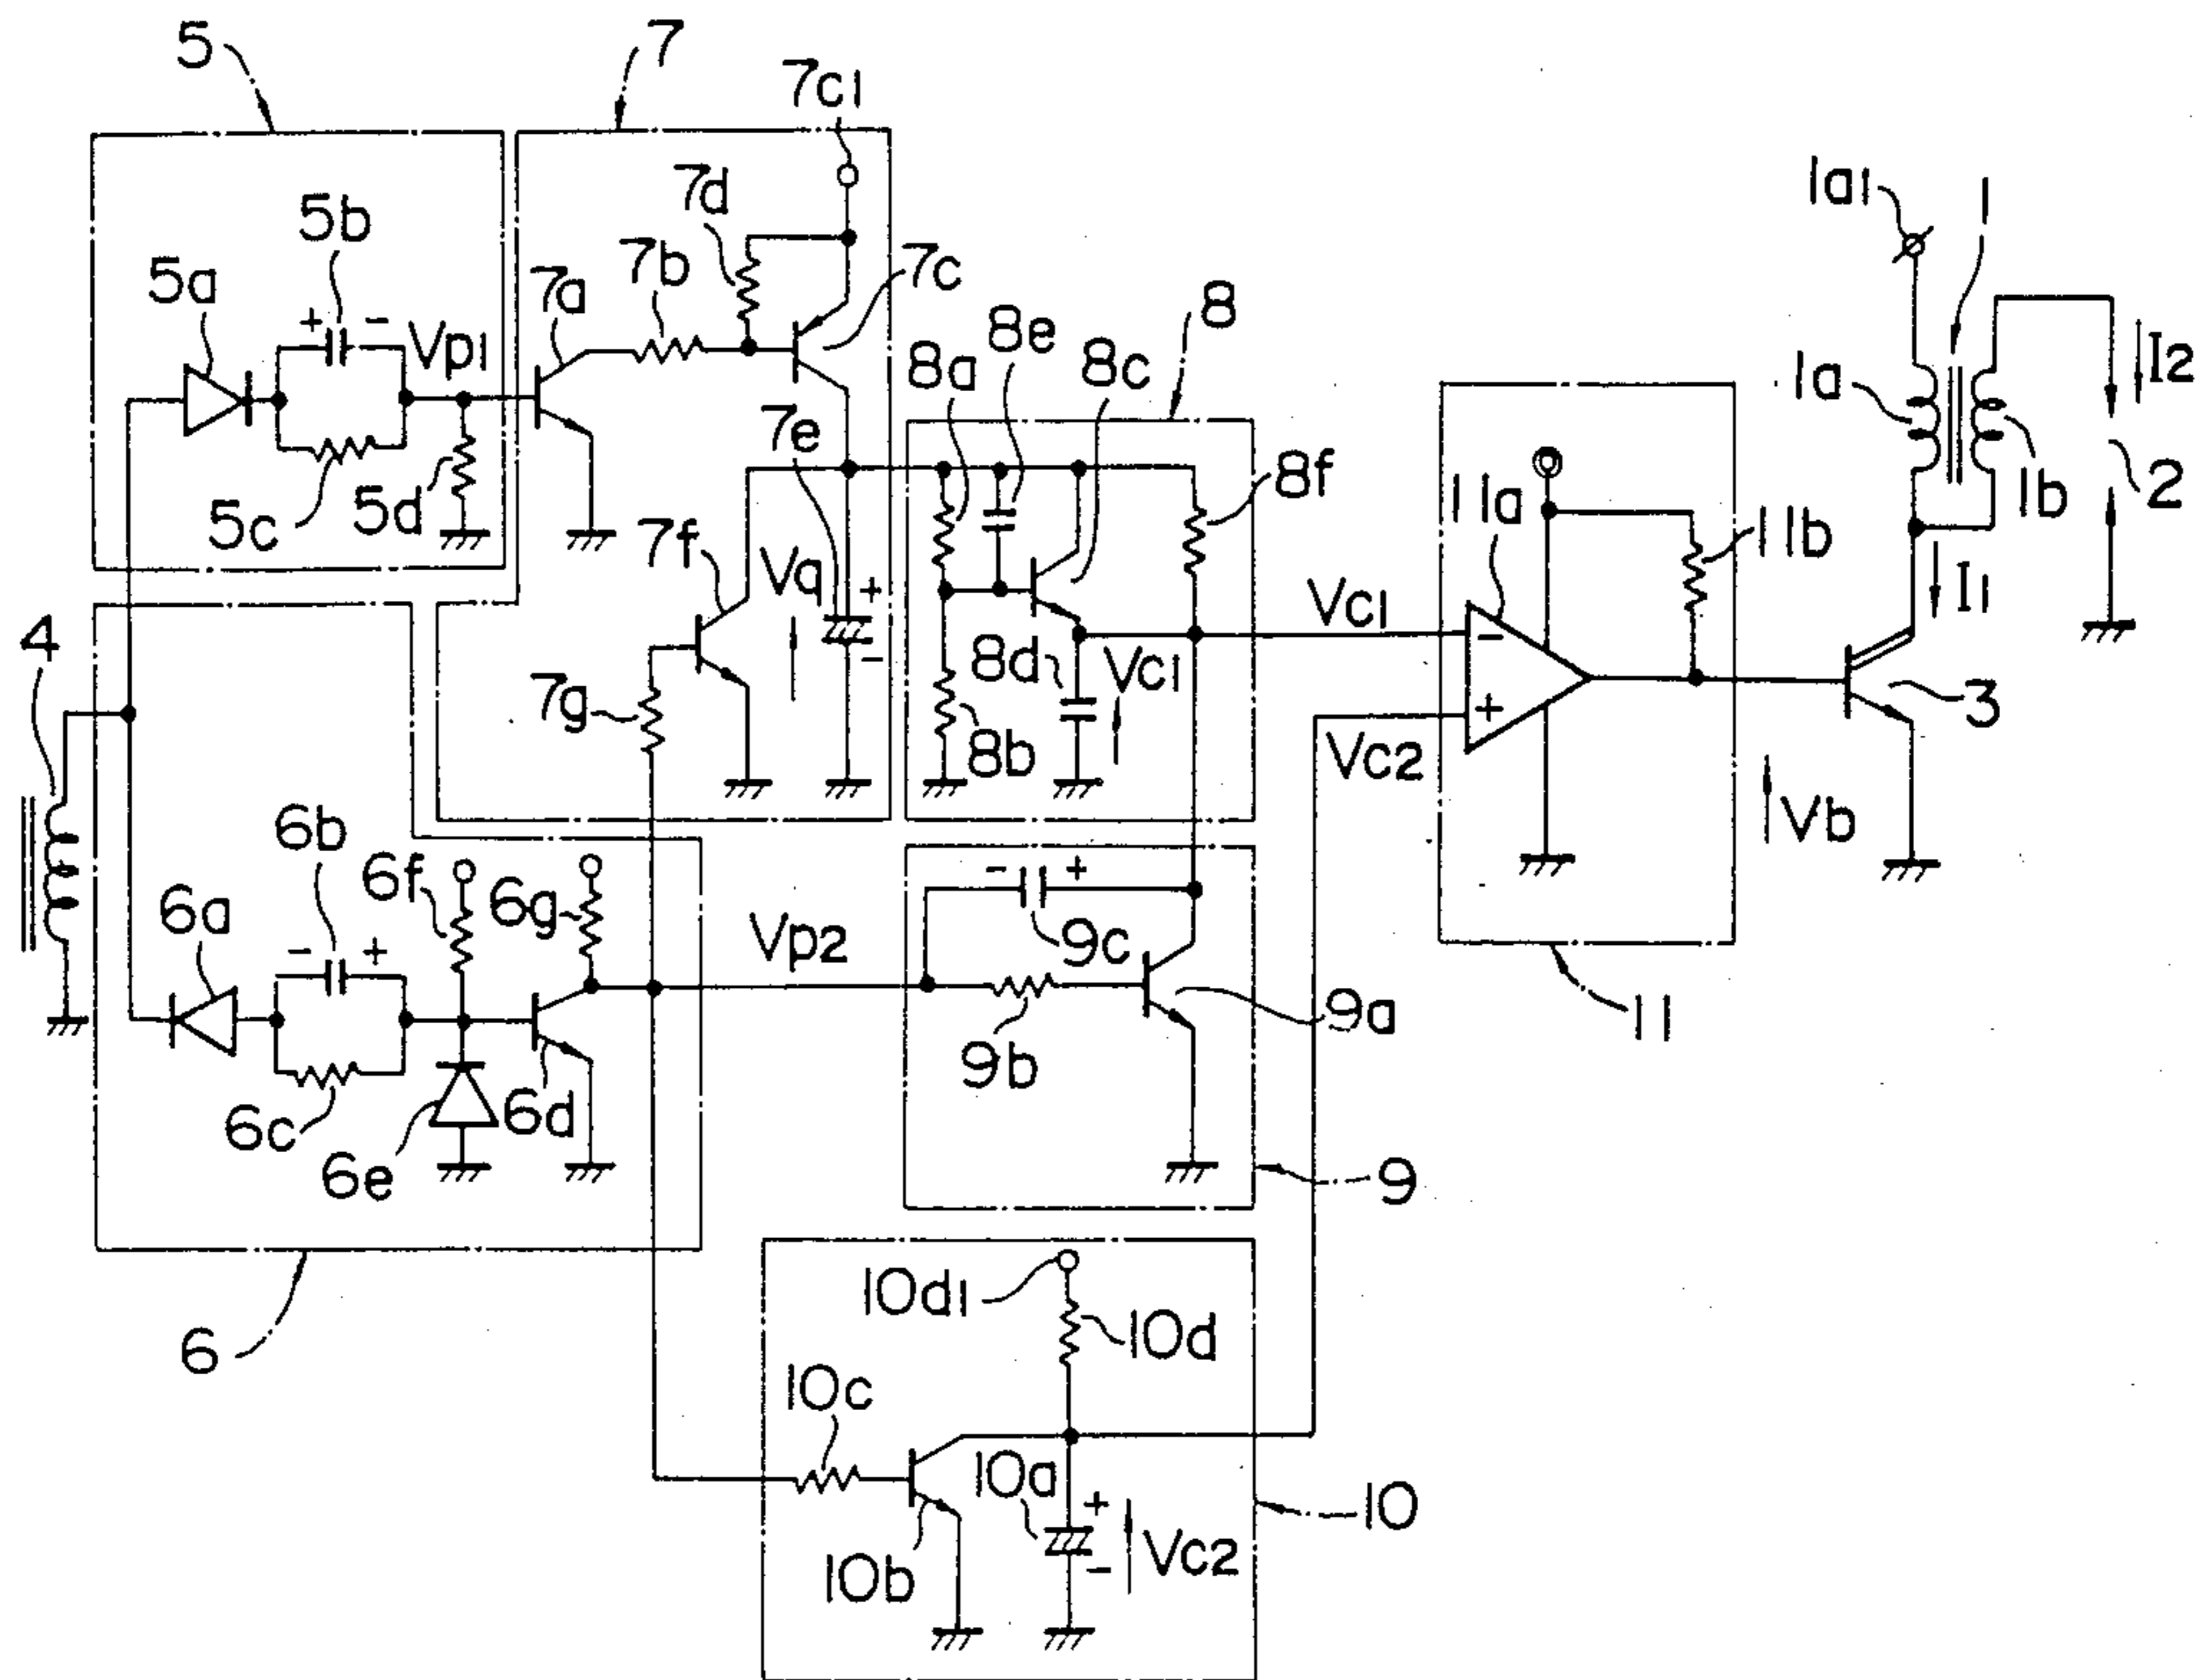 5
7
7c1
7d
5b
7b
7c
5a
7a
+ -
Vp1
1a1
1
8
8e
8a
8c
I2
1a
7e
8f
5c
5d
11a
1b
2
7f
Va
+
11b
Vc1
I1
4
-
8d
Vc1
-
7g
3
8b
+
Vc2
Vb
6b
6f
- +
6a
6g
Vp2
9c
- +
9a
11
9b
6c
6d
6e
9
10d1
10d
6
10c
10a
+
10
Vc2
-
10b